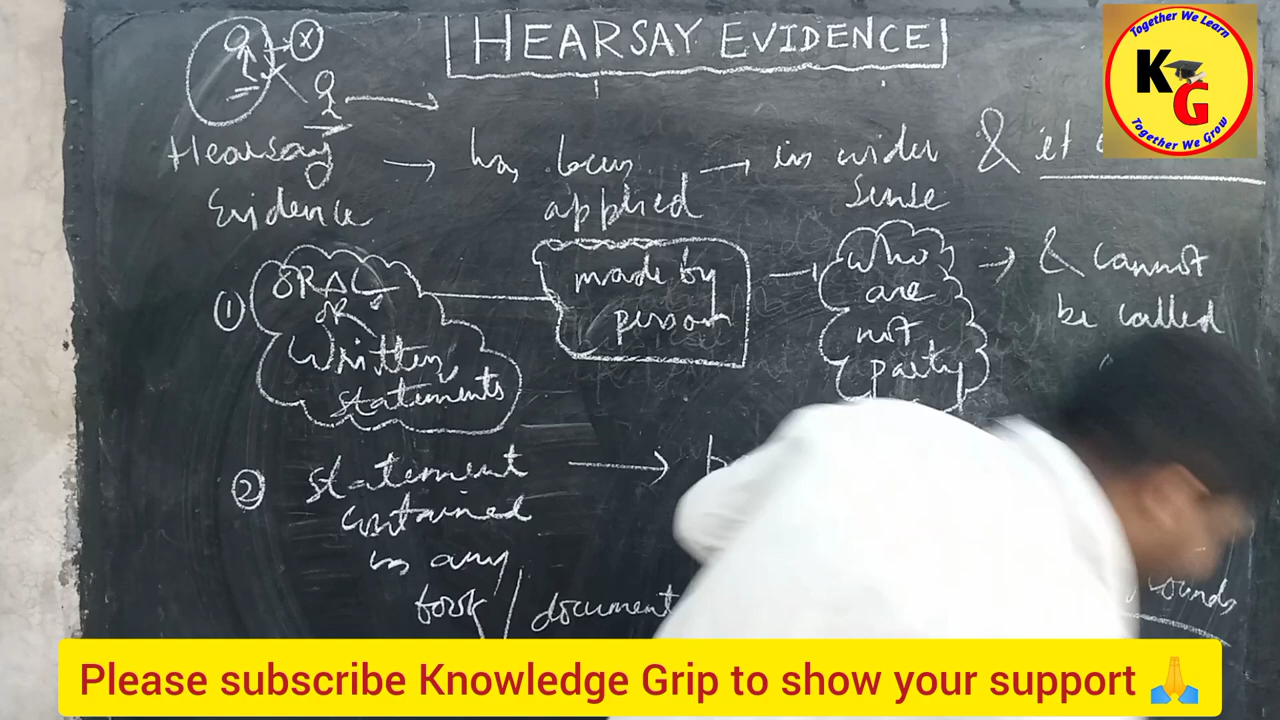 HEARSAY EVIDENCE
X
Together We Learn
KG
Together We Grow
Hearsay → has been → in wider & it
Evidence applied sense
① ORAL made by who → & cannot
OR person are be called
Written not
statements party
② statement →
contained
in any
book / document
Please subscribe Knowledge Grip to show your support 🙏